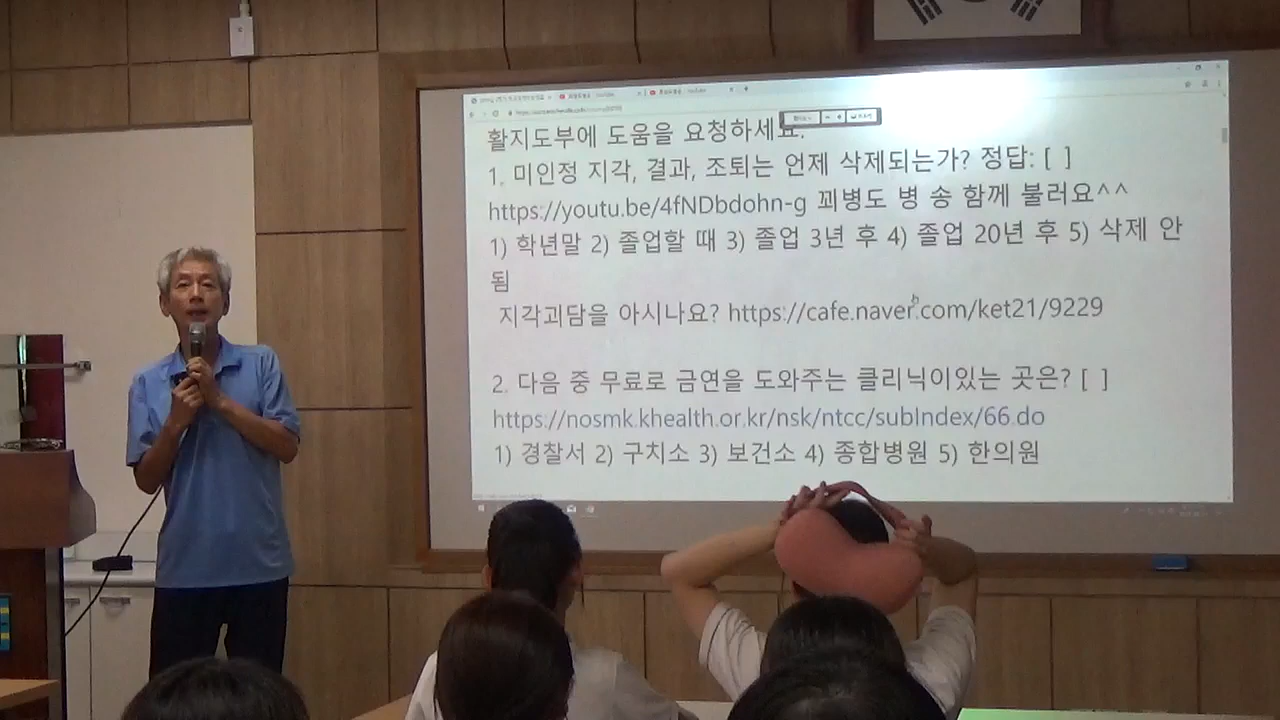 활지도부에 도움을 요청하세요.
1. 미인정 지각, 결과, 조퇴는 언제 삭제되는가? 정답: [ ]
https://youtu.be/4fNDbdohn-g 꾀병도 병 송 함께 불러요^^
1) 학년말 2) 졸업할 때 3) 졸업 3년 후 4) 졸업 20년 후 5) 삭제 안
됨
지각괴담을 아시나요? https://cafe.naver.com/ket21/9229
2. 다음 중 무료로 금연을 도와주는 클리닉이있는 곳은? [ ]
https://nosmk.khealth.or.kr/nsk/ntcc/subIndex/66.do
1) 경찰서 2) 구치소 3) 보건소 4) 종합병원 5) 한의원